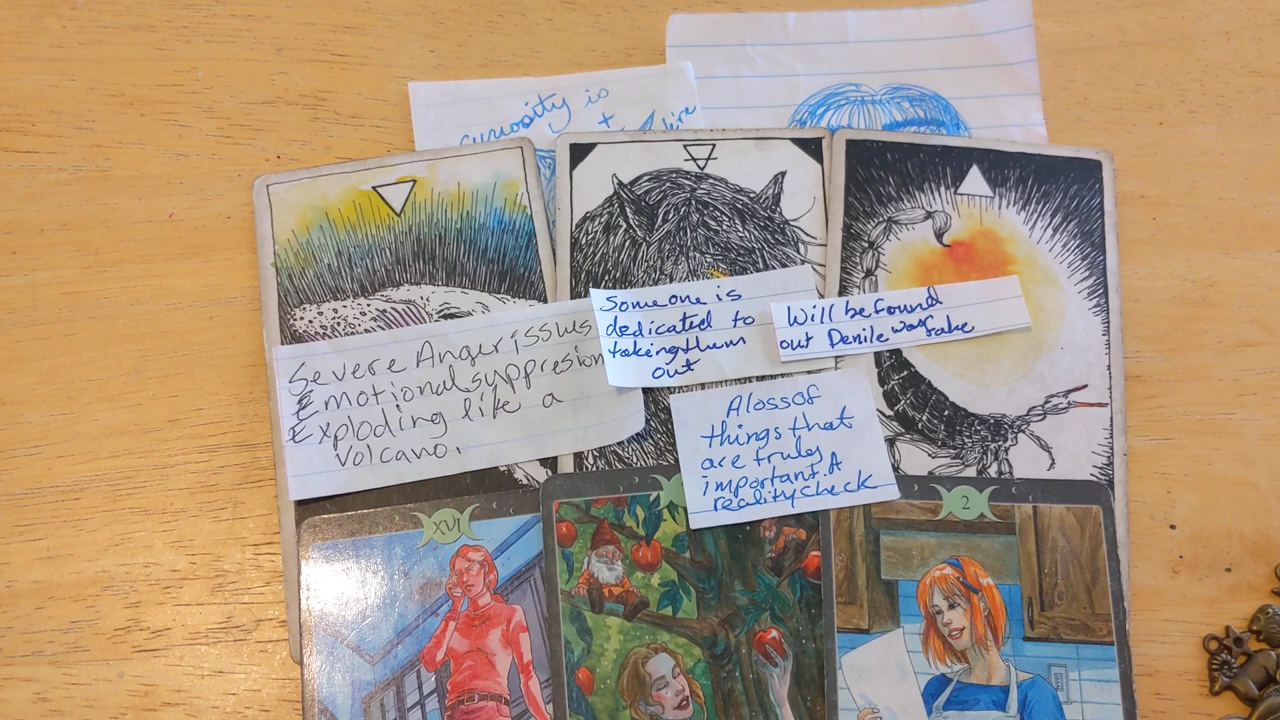 curiosity is
+
Severe Anger issues
Emotional suppresion
Exploding like a
volcano.
Someone is
dedicated to
taking them
out
Will be found
out Denile was fake
A loss of
things that
are truly
important. A
reality check
XVI
2